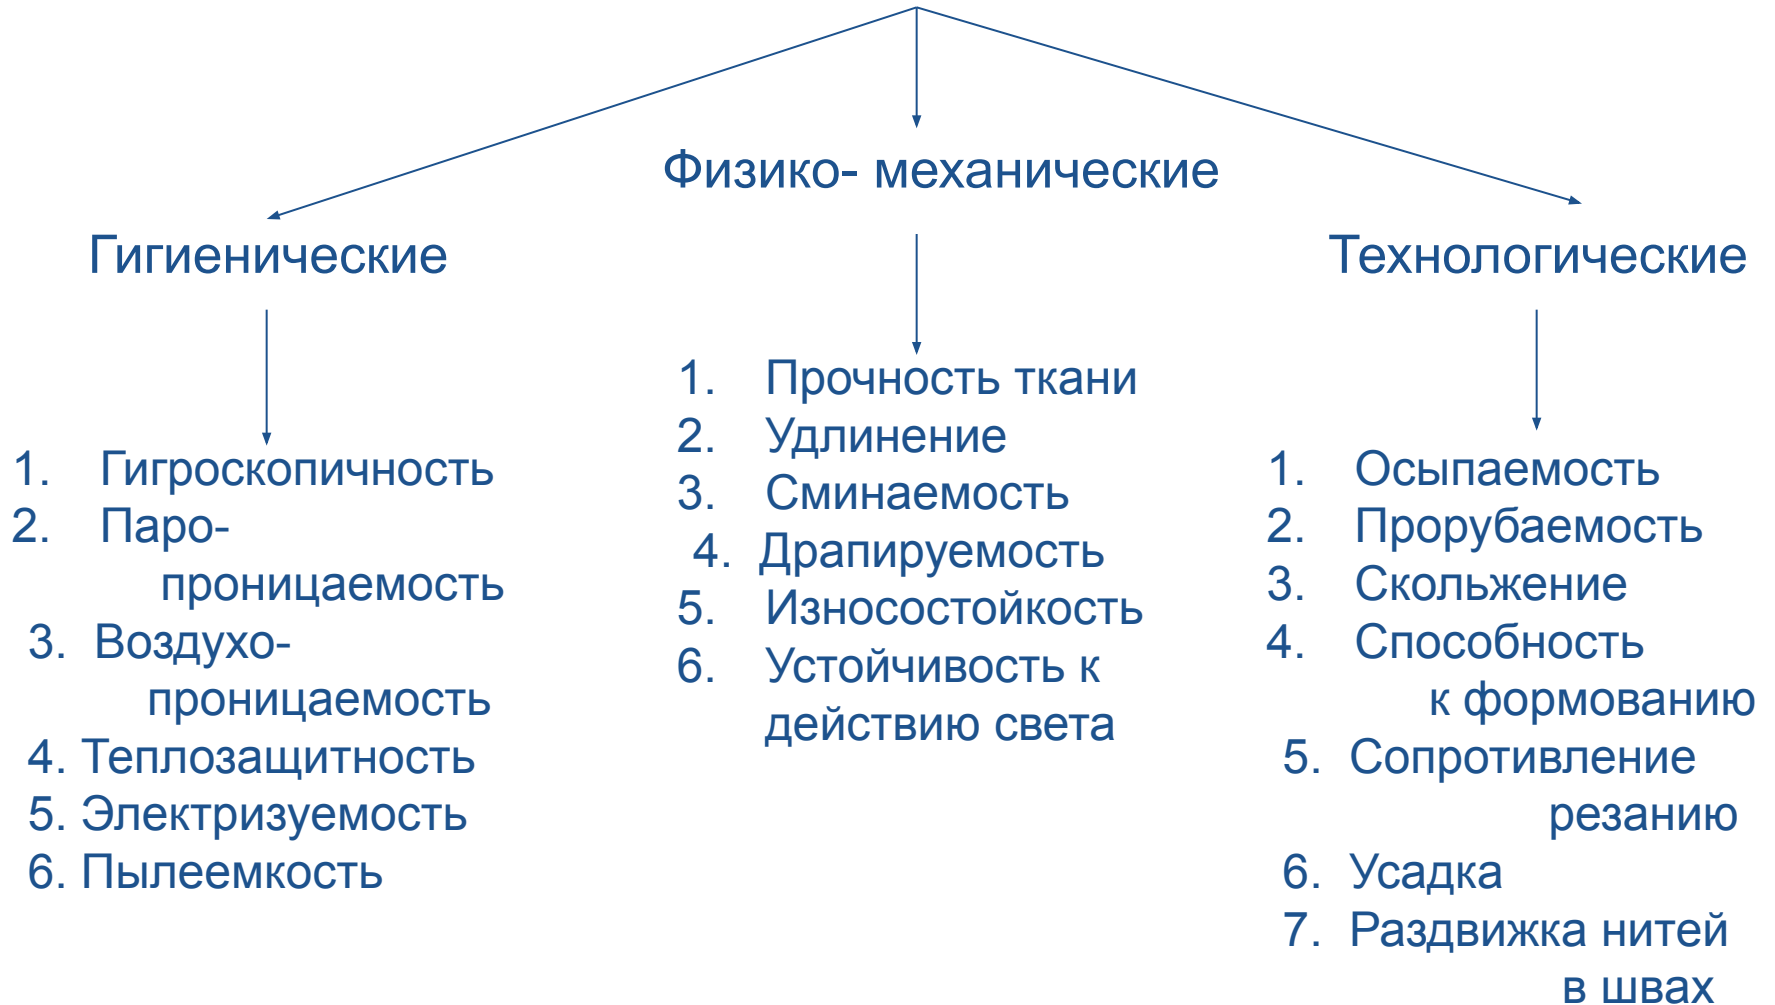 Физико- механические
Гигиенические
Технологические
1. Гигроскопичность
2. Паро-
проницаемость
3. Воздухо-
проницаемость
4. Теплозащитность
5. Электризуемость
6. Пылеемкость
1. Прочность ткани
2. Удлинение
3. Сминаемость
4. Драпируемость
5. Износостойкость
6. Устойчивость к
действию света
1. Осыпаемость
2. Прорубаемость
3. Скольжение
4. Способность
к формованию
5. Сопротивление
резанию
6. Усадка
7. Раздвижка нитей
в швах